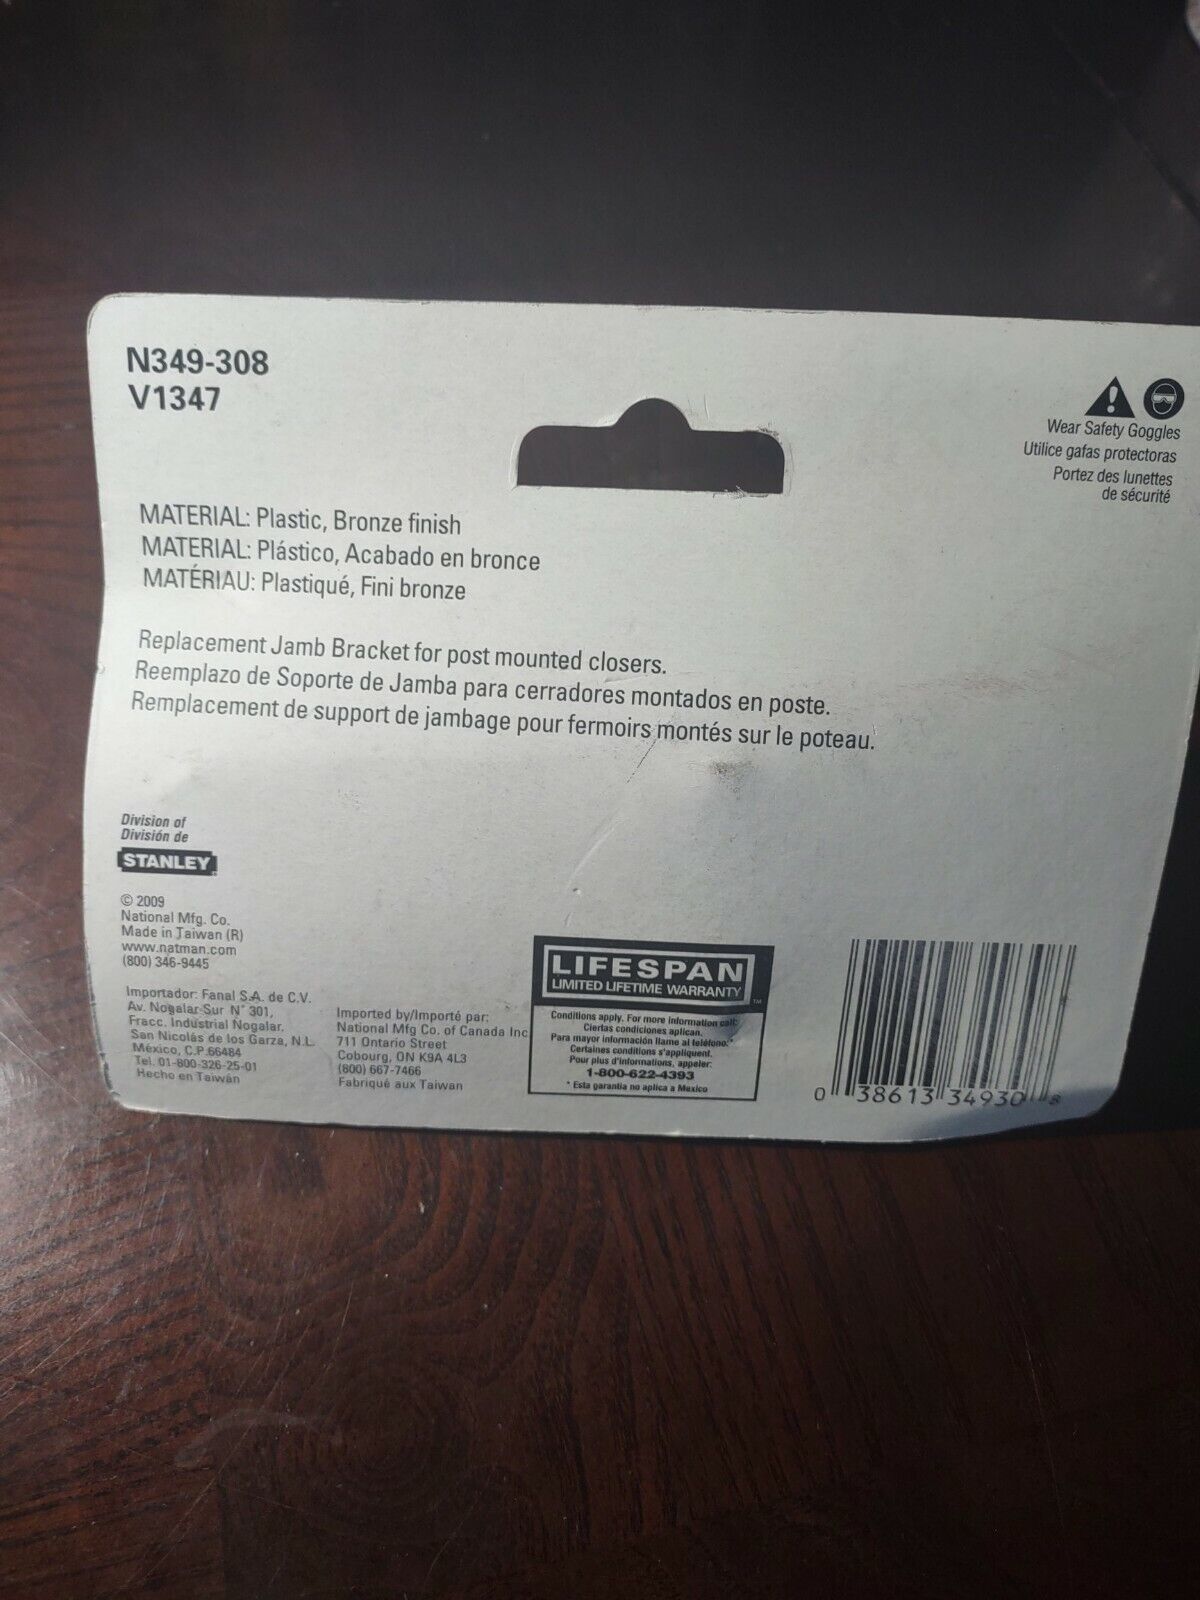 N349-308
V1347
Wear Safety Goggles
Utilice gafas protectoras
Portez des lunettes
de sécurité
MATERIAL: Plastic, Bronze finish
MATERIAL: Plástico, Acabado en bronce
MATÉRIAU: Plastiqué, Fini bronze
Replacement Jamb Bracket for post mounted closers.
Reemplazo de Soporte de Jamba para cerradores montados en poste.
Remplacement de support de jambage pour fermoirs montés sur le poteau.
Division of
División de
STANLEY
© 2009
National Mfg. Co.
Made in Taiwan (R)
www.natman.com
(800) 346-9445
Importador: Fanal S.A. de C.V.
Av. Nogalar Sur N° 301,
Fracc. Industrial Nogalar.
San Nicolás de los Garza, N.L.
México, C.P.66484
Tel. 01-800-326-25-01
Hecho en Taiwán
Imported by/Importé par:
National Mfg Co. of Canada Inc
711 Ontario Street
Cobourg, ON K9A 4L3
(800) 667-7466
Fabriqué aux Taiwan
LIFESPAN
LIMITED LIFETIME WARRANTY™
Conditions apply. For more information call:
Ciertas condiciones aplican.
Para mayor información llame al teléfono:*
Certaines conditions s'appliquent.
Pour plus d'informations, appeler:
1-800-622-4393
* Esta garantía no aplica a Mexico
0 38613 34930 8